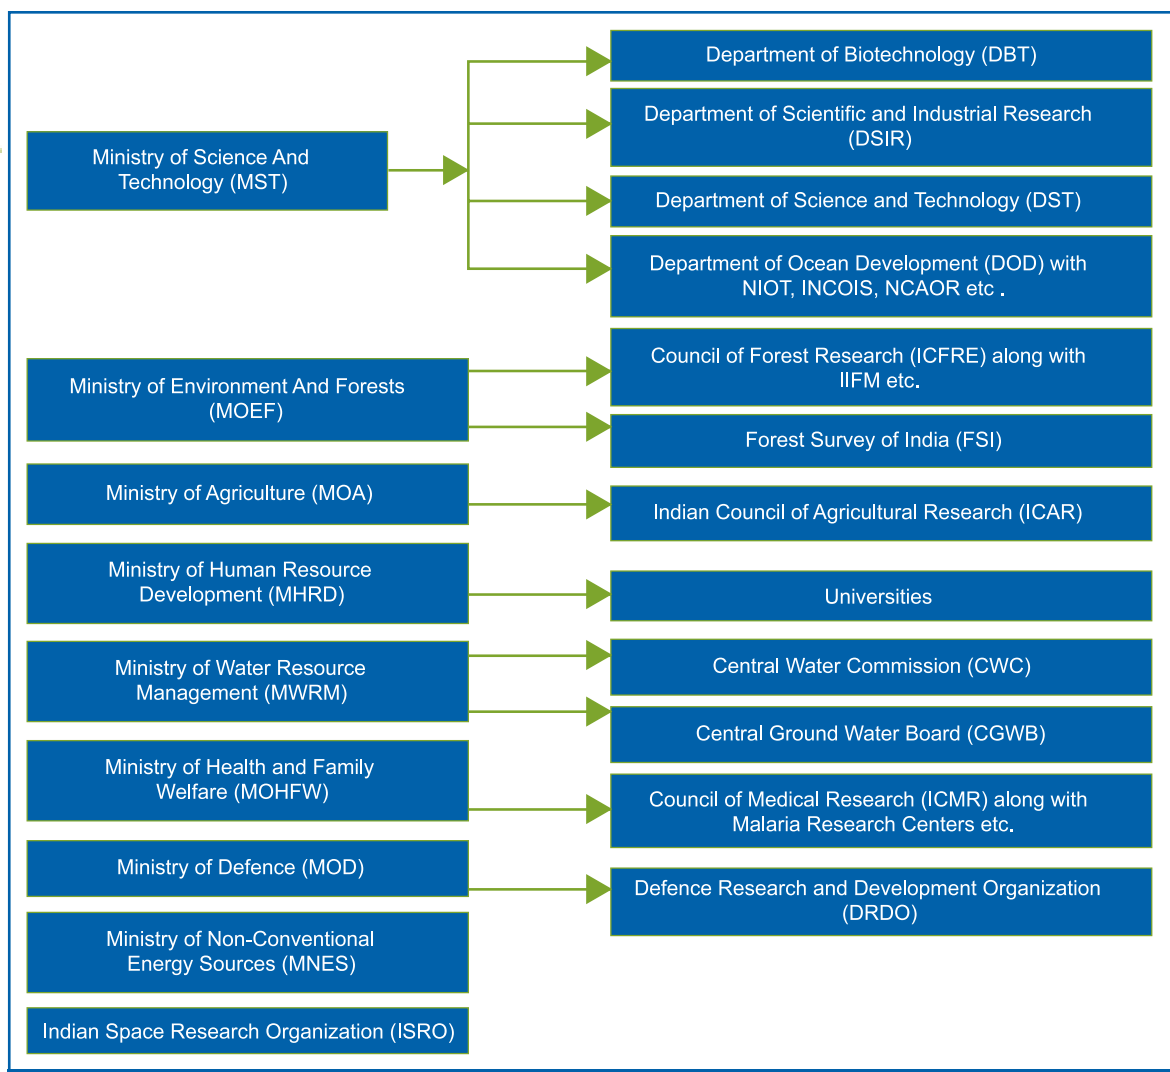 Department of Biotechnology (DBT)
Department of Scientific and Industrial Research
(DSIR)
Ministry of Science And
Technology (MST)
Department of Science and Technology (DST)
Department of Ocean Development (DOD) with
NIOT, INCOIS, NCAOR etc .
Ministry of Environment And Forests
(MOEF)
Council of Forest Research (ICFRE) along with
IIFM etc.
Forest Survey of India (FSI)
Ministry of Agriculture (MOA)
Indian Council of Agricultural Research (ICAR)
Ministry of Human Resource
Development (MHRD)
Universities
Ministry of Water Resource
Management (MWRM)
Central Water Commission (CWC)
Central Ground Water Board (CGWB)
Ministry of Health and Family
Welfare (MOHFW)
Council of Medical Research (ICMR) along with
Malaria Research Centers etc.
Ministry of Defence (MOD)
Defence Research and Development Organization
(DRDO)
Ministry of Non-Conventional
Energy Sources (MNES)
Indian Space Research Organization (ISRO)